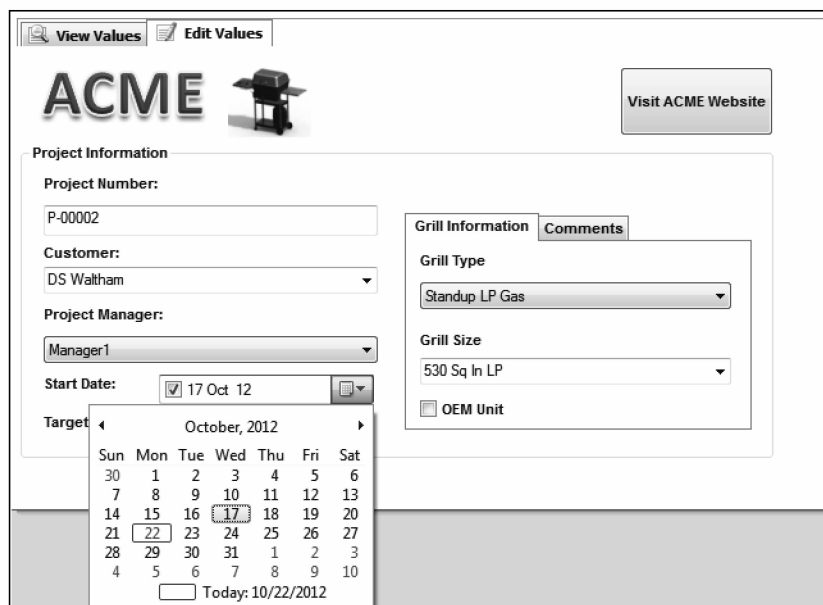 View Values Edit Values
ACME
Visit ACME Website
Project Information
Project Number:
P-00002
Customer:
DS Waltham
Project Manager:
Manager1
Start Date: 17 Oct 12
Target
October, 2012
Sun Mon Tue Wed Thu Fri Sat
30 1 2 3 4 5 6
7 8 9 10 11 12 13
14 15 16 17 18 19 20
21 22 23 24 25 26 27
28 29 30 31 1 2 3
4 5 6 7 8 9 10
Today: 10/22/2012
Grill Information Comments
Grill Type
Standup LP Gas
Grill Size
530 Sq In LP
OEM Unit